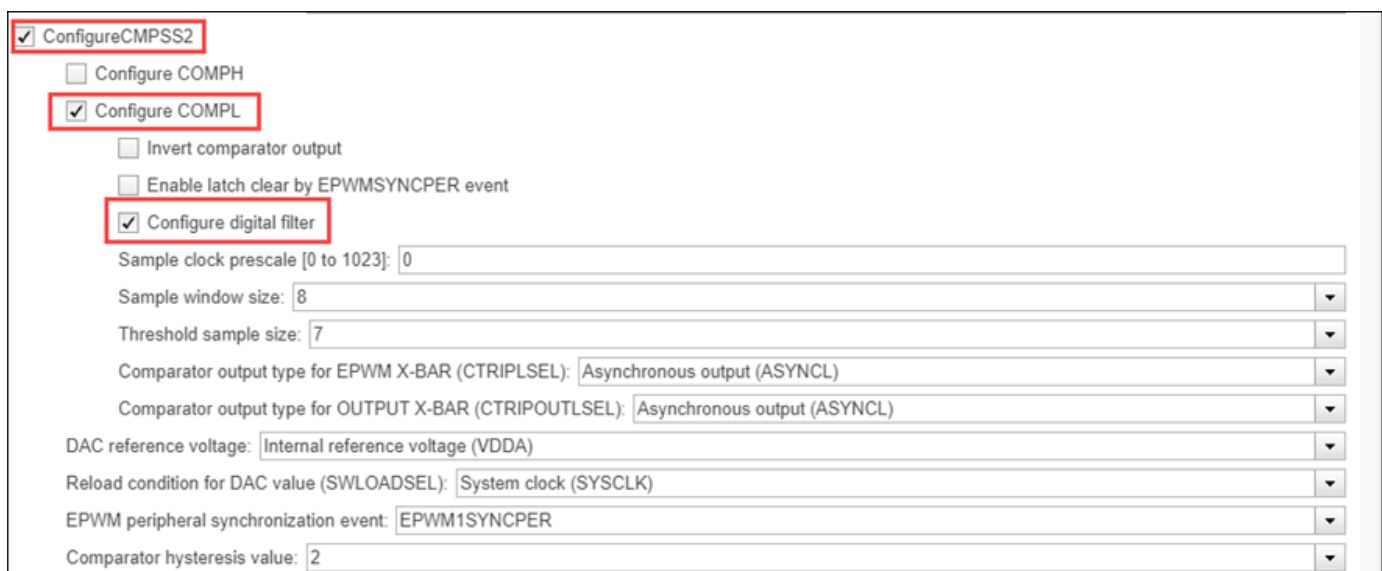 ConfigureCMPSS2
Configure COMPH
Configure COMPL
Invert comparator output
Enable latch clear by EPWMSYNCPER event
Configure digital filter
Sample clock prescale [0 to 1023]: 0
Sample window size: 8
Threshold sample size: 7
Comparator output type for EPWM X-BAR (CTRIPLSEL): Asynchronous output (ASYNCL)
Comparator output type for OUTPUT X-BAR (CTRIPOUTLSEL): Asynchronous output (ASYNCL)
DAC reference voltage: Internal reference voltage (VDDA)
Reload condition for DAC value (SWLOADSEL): System clock (SYSCLK)
EPWM peripheral synchronization event: EPWM1SYNCPER
Comparator hysteresis value: 2